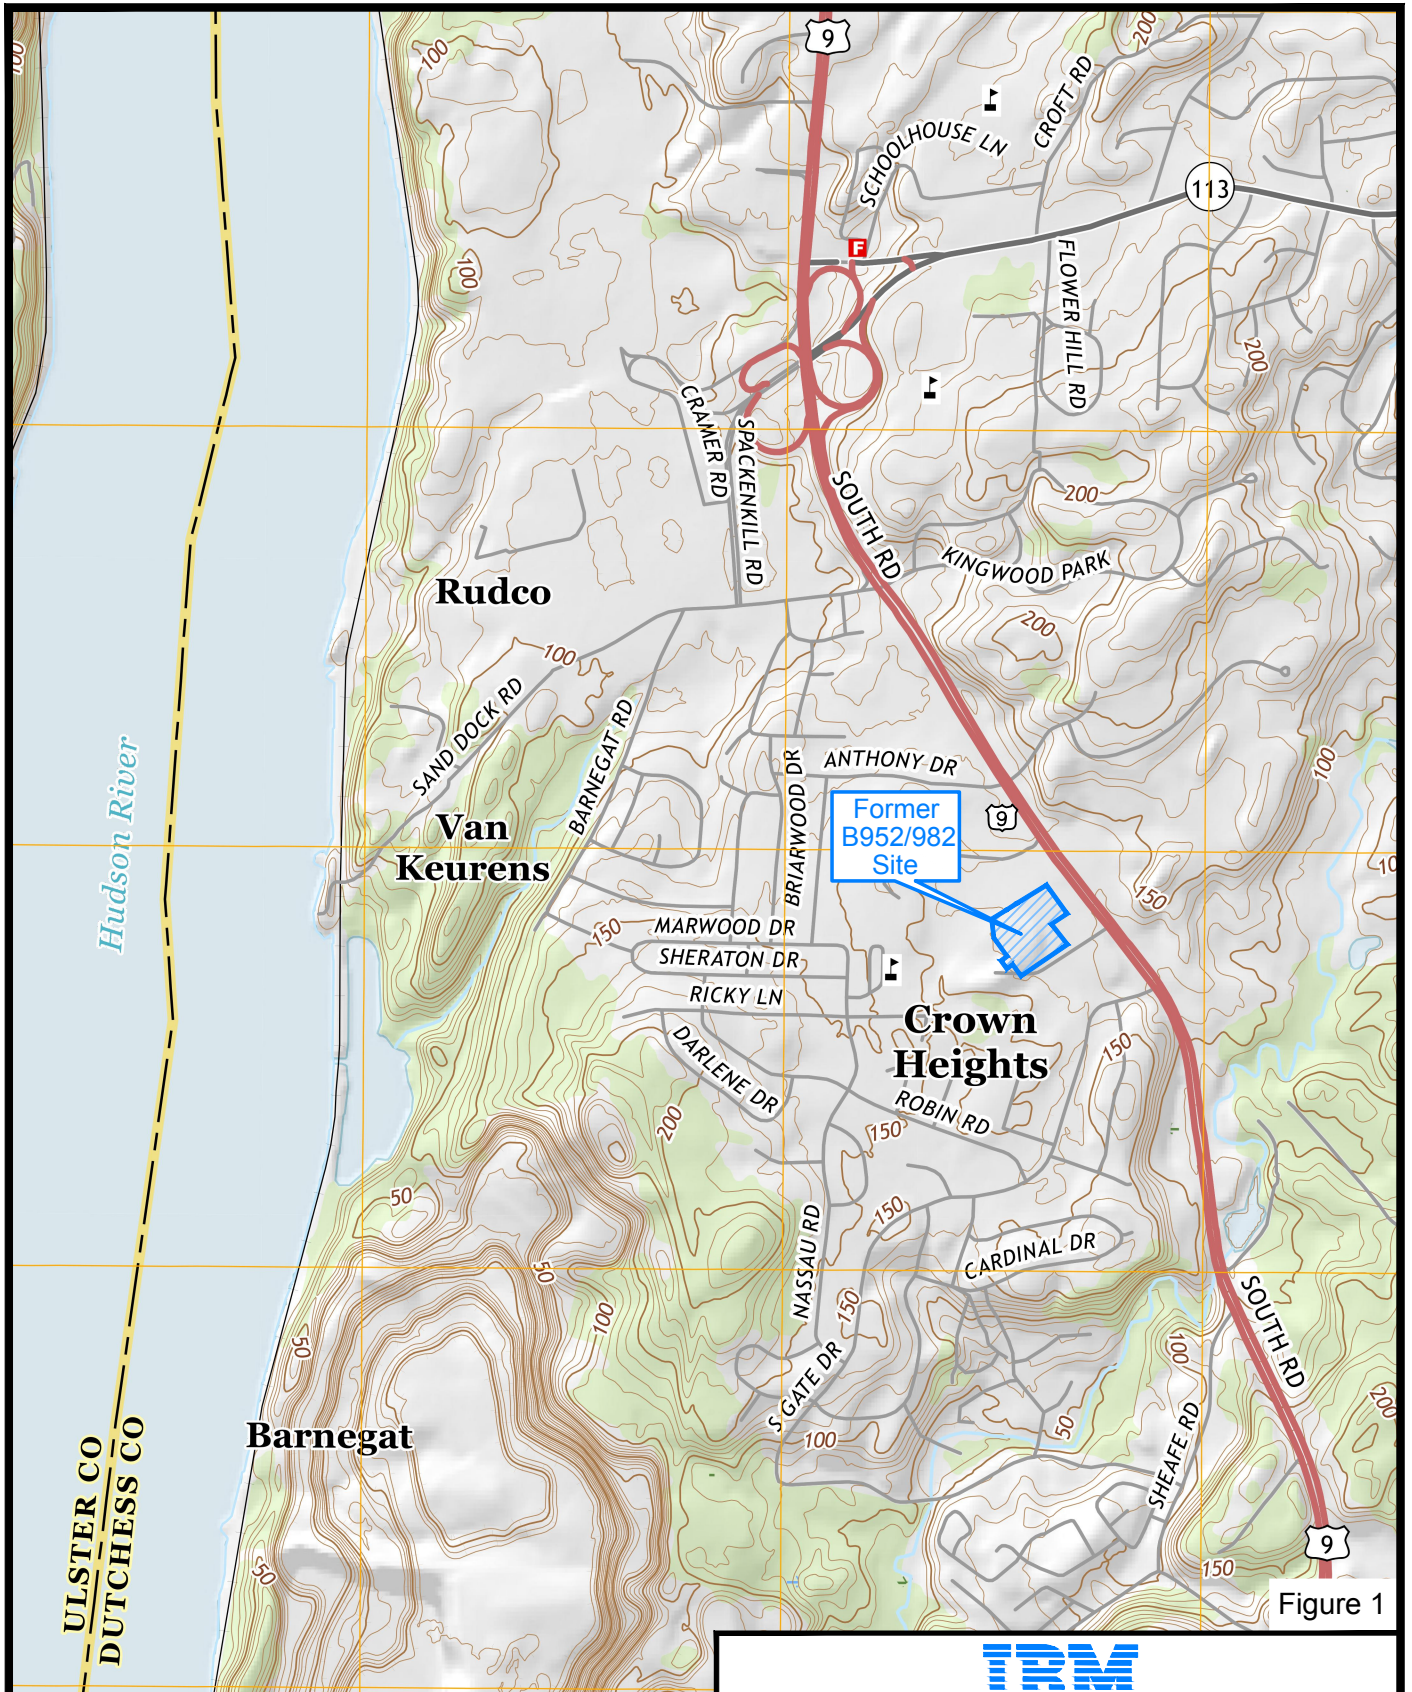 100
100
200
9
CROFT RD
SCHOOLHOUSE LN
113
F
100
FLOWER HILL RD
200
CRAMER RD
SPACKENKILL RD
SOUTH RD
200
KINGWOOD PARK
Rudco
200
100
SAND DOCK RD
BARNEGAT RD
Hudson River
BRIARWOOD DR
ANTHONY DR
100
Former
B952/982
Site
9
Van
Keurens
10
150
150
MARWOOD DR
SHERATON DR
RICKY LN
Crown
Heights
DARLENE DR
150
200
ROBIN RD
150
50
150
NASSAU RD
CARDINAL DR
50
150
100
SOUTH RD
50
100
S GATE DR
200
Barnegat
100
50
SHEAFE RD
ULSTER CO
DUTCHESS CO
9
50
150
Figure 1
IBM